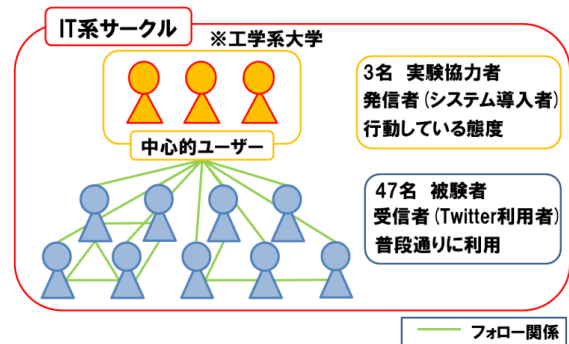 IT系サークル
※工学系大学
中心的ユーザー
3名 実験協力者
発信者(システム導入者)
行動している態度
47名 被験者
受信者(Twitter利用者)
普段通りに利用
フォロー関係